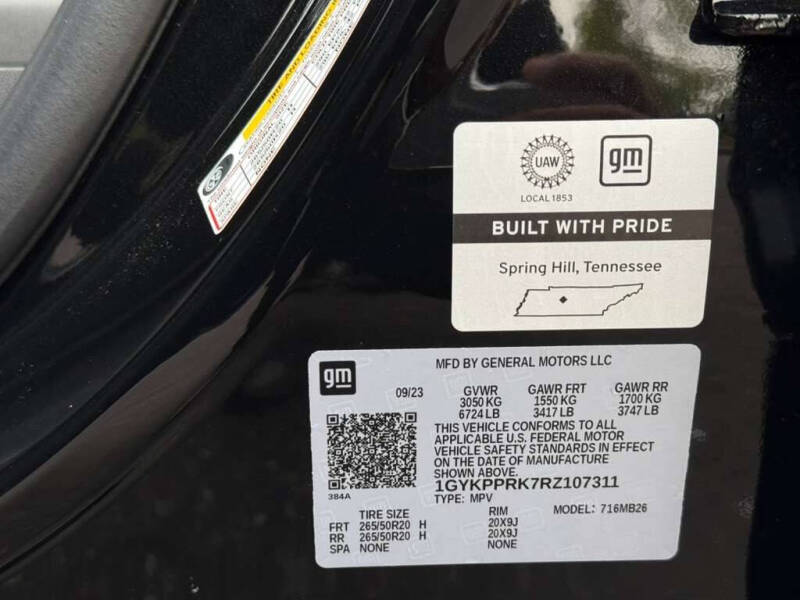 TIRE AND LOADING
UAW
gm
LOCAL 1853
BUILT WITH PRIDE
Spring Hill, Tennessee
gm
MFD BY GENERAL MOTORS LLC
09/23
GVWR GAWR FRT GAWR RR
3050 KG 1550 KG 1700 KG
6724 LB 3417 LB 3747 LB
THIS VEHICLE CONFORMS TO ALL
APPLICABLE U.S. FEDERAL MOTOR
VEHICLE SAFETY STANDARDS IN EFFECT
ON THE DATE OF MANUFACTURE
SHOWN ABOVE.
384A
1GYKPPRK7RZ107311
TYPE: MPV MODEL: 716MB26
TIRE SIZE RIM
FRT 265/50R20 H 20X9J
RR 265/50R20 H 20X9J
SPA NONE NONE